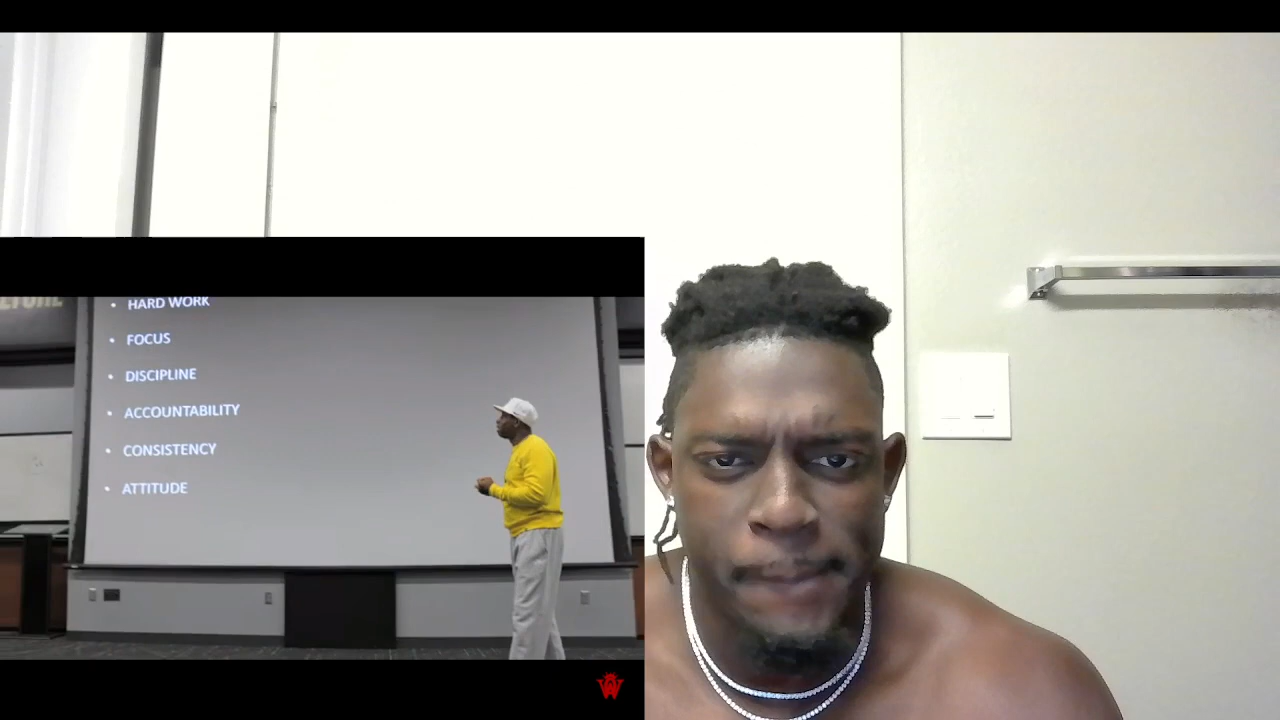 HARD WORK
• FOCUS
• DISCIPLINE
• ACCOUNTABILITY
• CONSISTENCY
• ATTITUDE